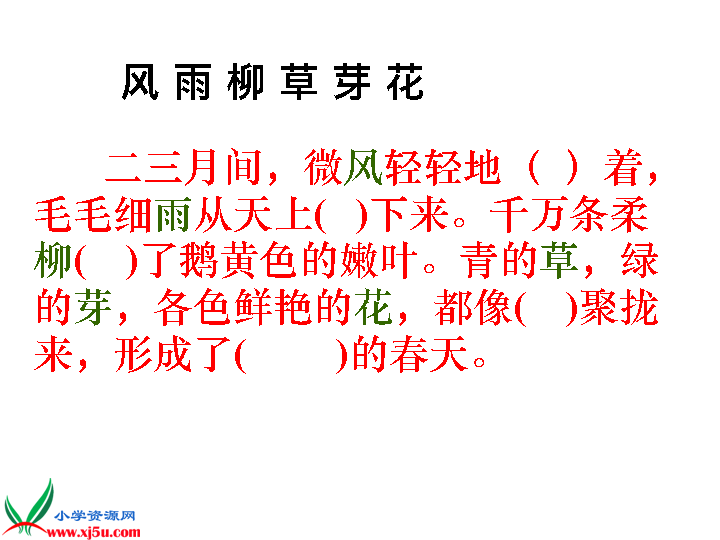 风 雨 柳 草 芽 花
二三月间，微风轻轻地（ ）着，
毛毛细雨从天上( )下来。千万条柔
柳( )了鹅黄色的嫩叶。青的草，绿
的芽，各色鲜艳的花，都像( )聚拢
来，形成了( )的春天。
小学资源网
www.xj5u.com